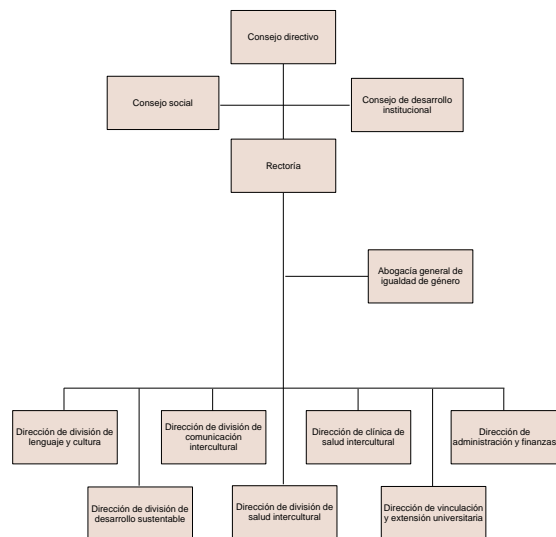 Consejo directivo
Consejo social
Consejo de desarrollo
institucional
Rectoría
Abogacía general de
igualdad de género
Dirección de división de
lenguaje y cultura
Dirección de división de
comunicación
intercultural
Dirección de clínica de
salud intercultural
Dirección de
administración y finanzas
Dirección de división de
desarrollo sustentable
Dirección de división de
salud intercultural
Dirección de vinculación
y extensión universitaria